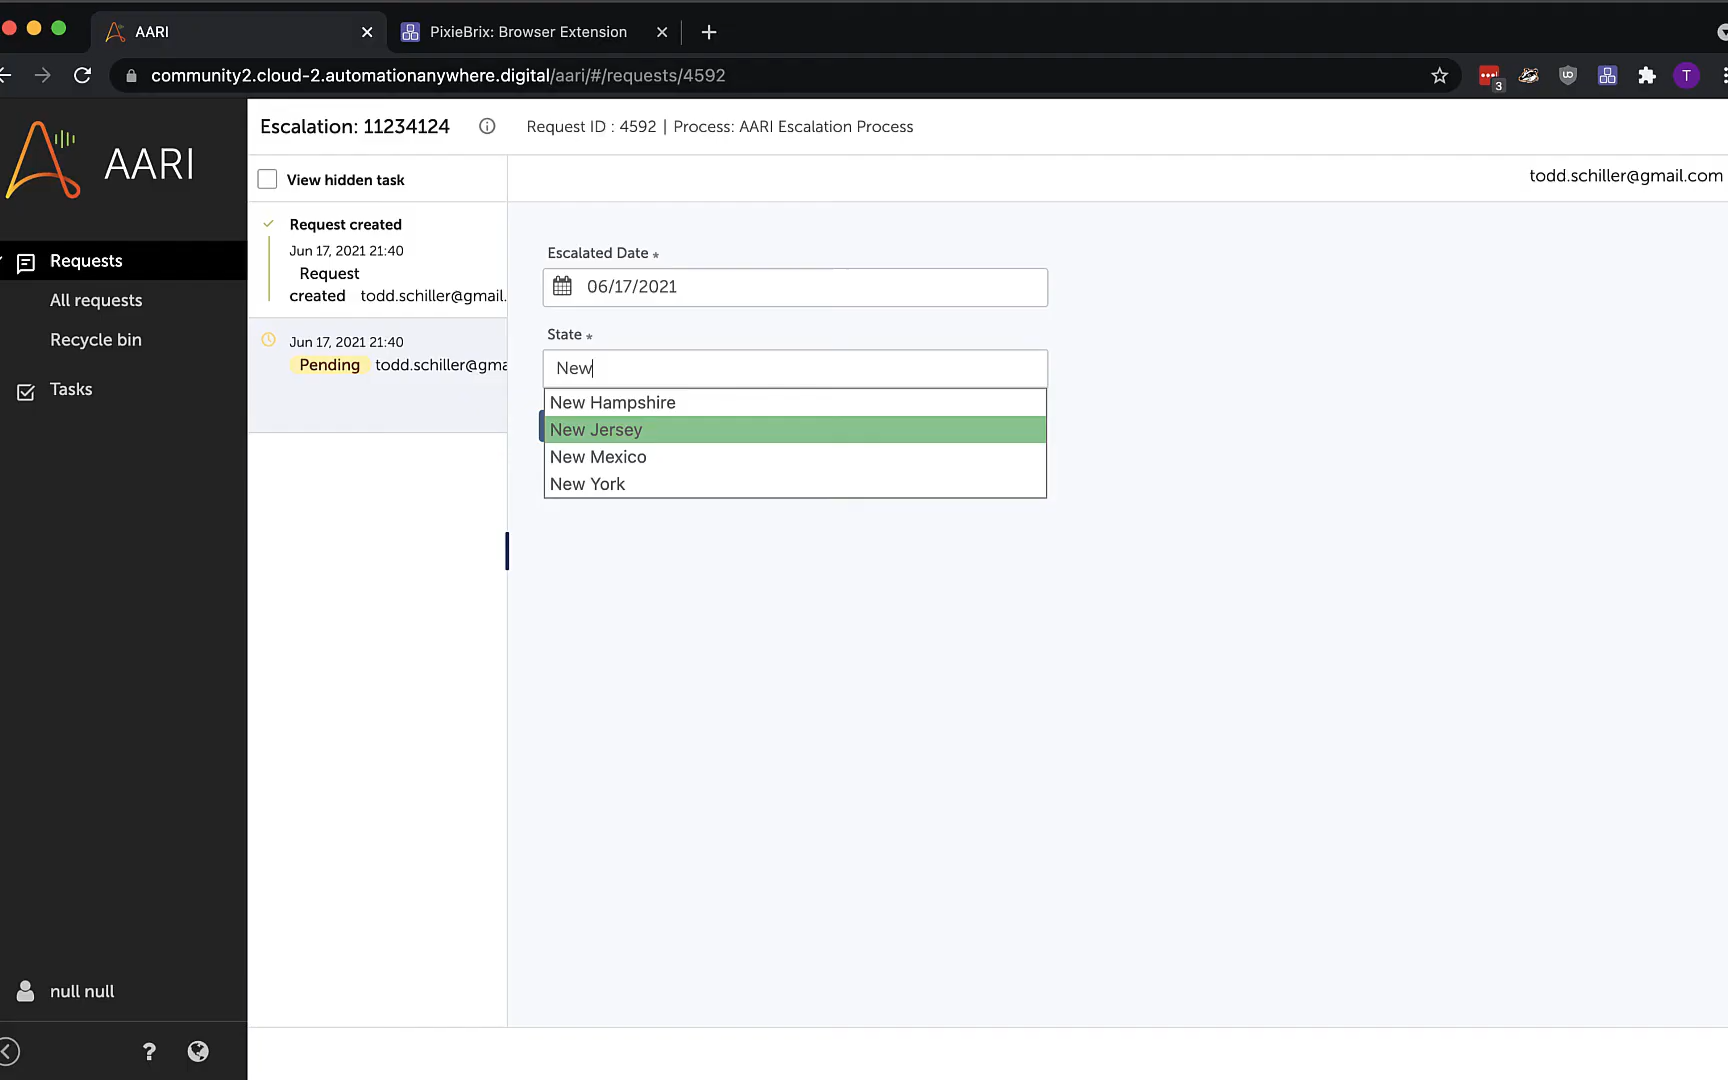 AARI
PixieBrix: Browser Extension
community2.cloud-2.automationanywhere.digital/aari/#/requests/4592
3
T
AARI
Escalation: 11234124
Request ID : 4592 | Process: AARI Escalation Process
View hidden task
todd.schiller@gmail.com
Requests
All requests
Recycle bin
Tasks
Request created
Jun 17, 2021 21:40
Request
created todd.schiller@gmail.
Jun 17, 2021 21:40
Pending todd.schiller@gma
Escalated Date *
06/17/2021
State *
New
New Hampshire
New Jersey
New Mexico
New York
null null
?